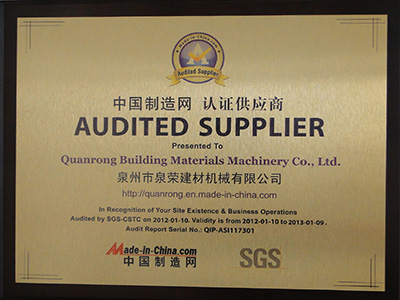 Made-in-China.com
Audited Supplier
中国制造网 认证供应商
AUDITED SUPPLIER
Presented To
Quanrong Building Materials Machinery Co., Ltd.
泉州市泉荣建材机械有限公司
http://quanrong.en.made-in-china.com
In Recognition of Your Site Existence & Business Operations
Audited by SGS-CSTC on 2012-01-10. Validity is from 2012-01-10 to 2013-01-09.
Audit Report Serial No.: QIP-ASI117301
Made-in-China.com SGS
中国制造网